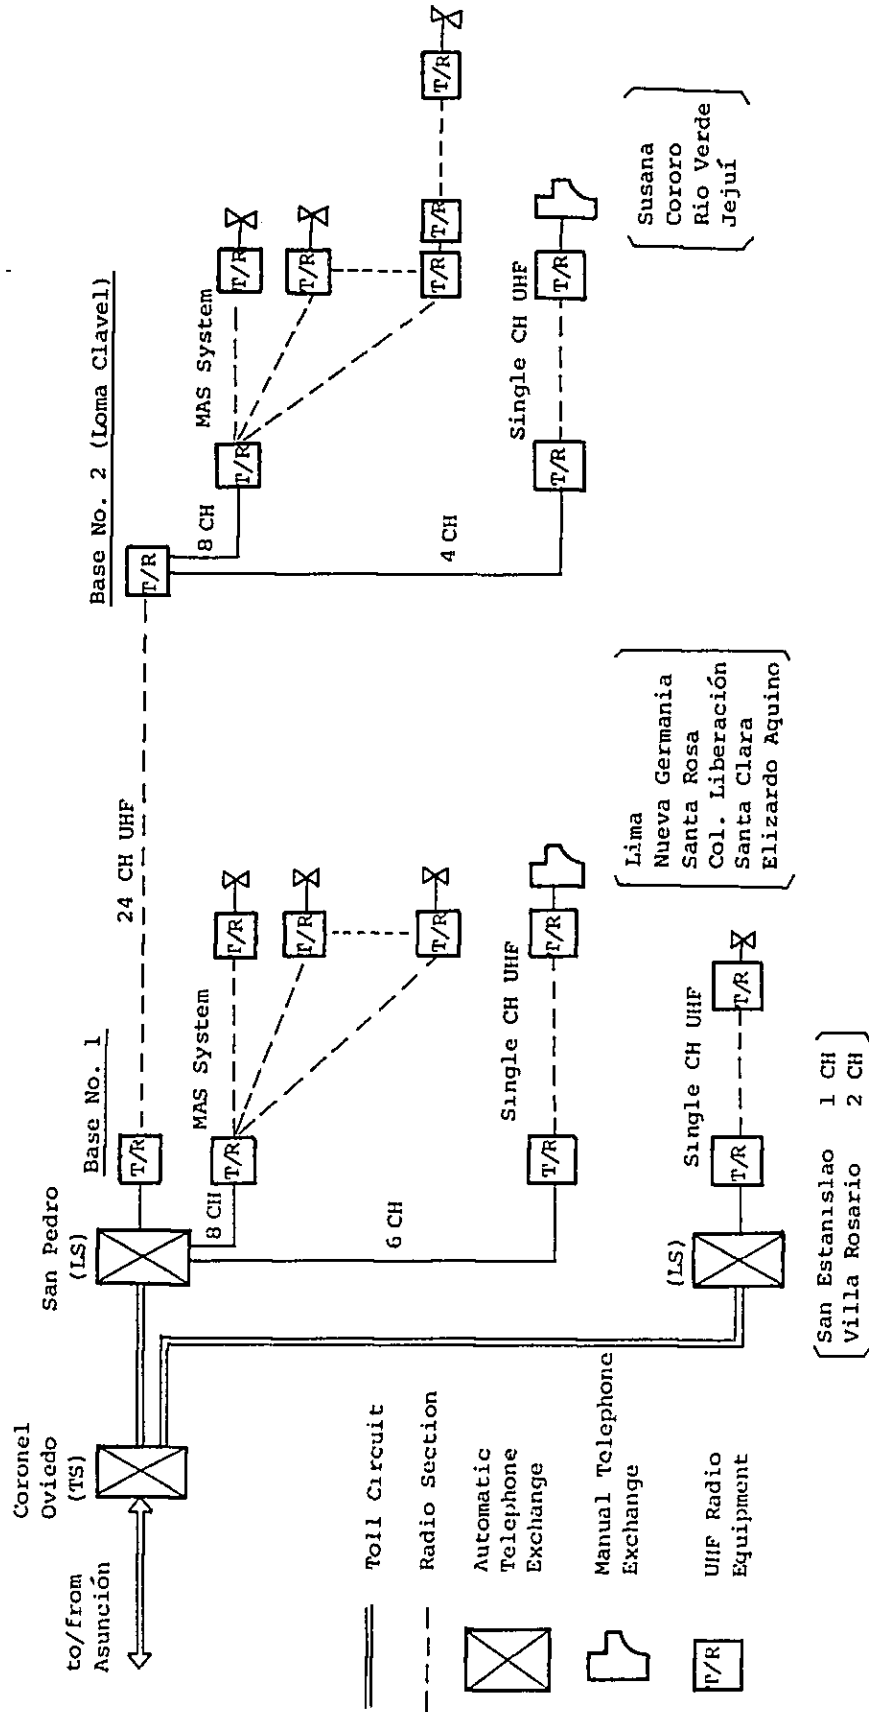 to/from
Asunción
Coronel
Oviedo
(TS)
San Pedro
(LS)
Base No. 1
T/R
24 CH UHF
Base No. 2 (Loma Clavel)
T/R
8 CH
T/R
MAS System
T/R
T/R
T/R
6 CH
T/R
Single CH UHF
T/R
Lima
Nueva Germania
Santa Rosa
Col. Liberación
Santa Clara
Elizardo Aquino
8 CH
T/R
MAS System
T/R
T/R
T/R
T/R
T/R
4 CH
T/R
Single CH UHF
T/R
Susana
Cororo
Rio Verde
Jejuí
(LS)
T/R
Single CH UHF
T/R
San Estanislao 1 CH
Villa Rosario 2 CH
Toll Circuit
Radio Section
Automatic
Telephone
Exchange
Manual Telephone
Exchange
T/R
UHF Radio
Equipment